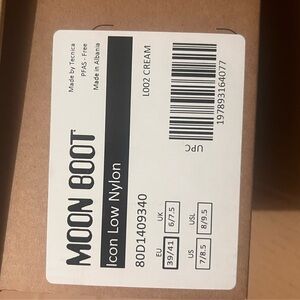 Made by Tecnica
PFAS - Free
Made in Albania
MOON BOOT
Icon Low Nylon
80D1409340
L002 CREAM
EU
39/41
UK
6/7.5
US
7/8.5
USL
8/9.5
UPC
197893164077